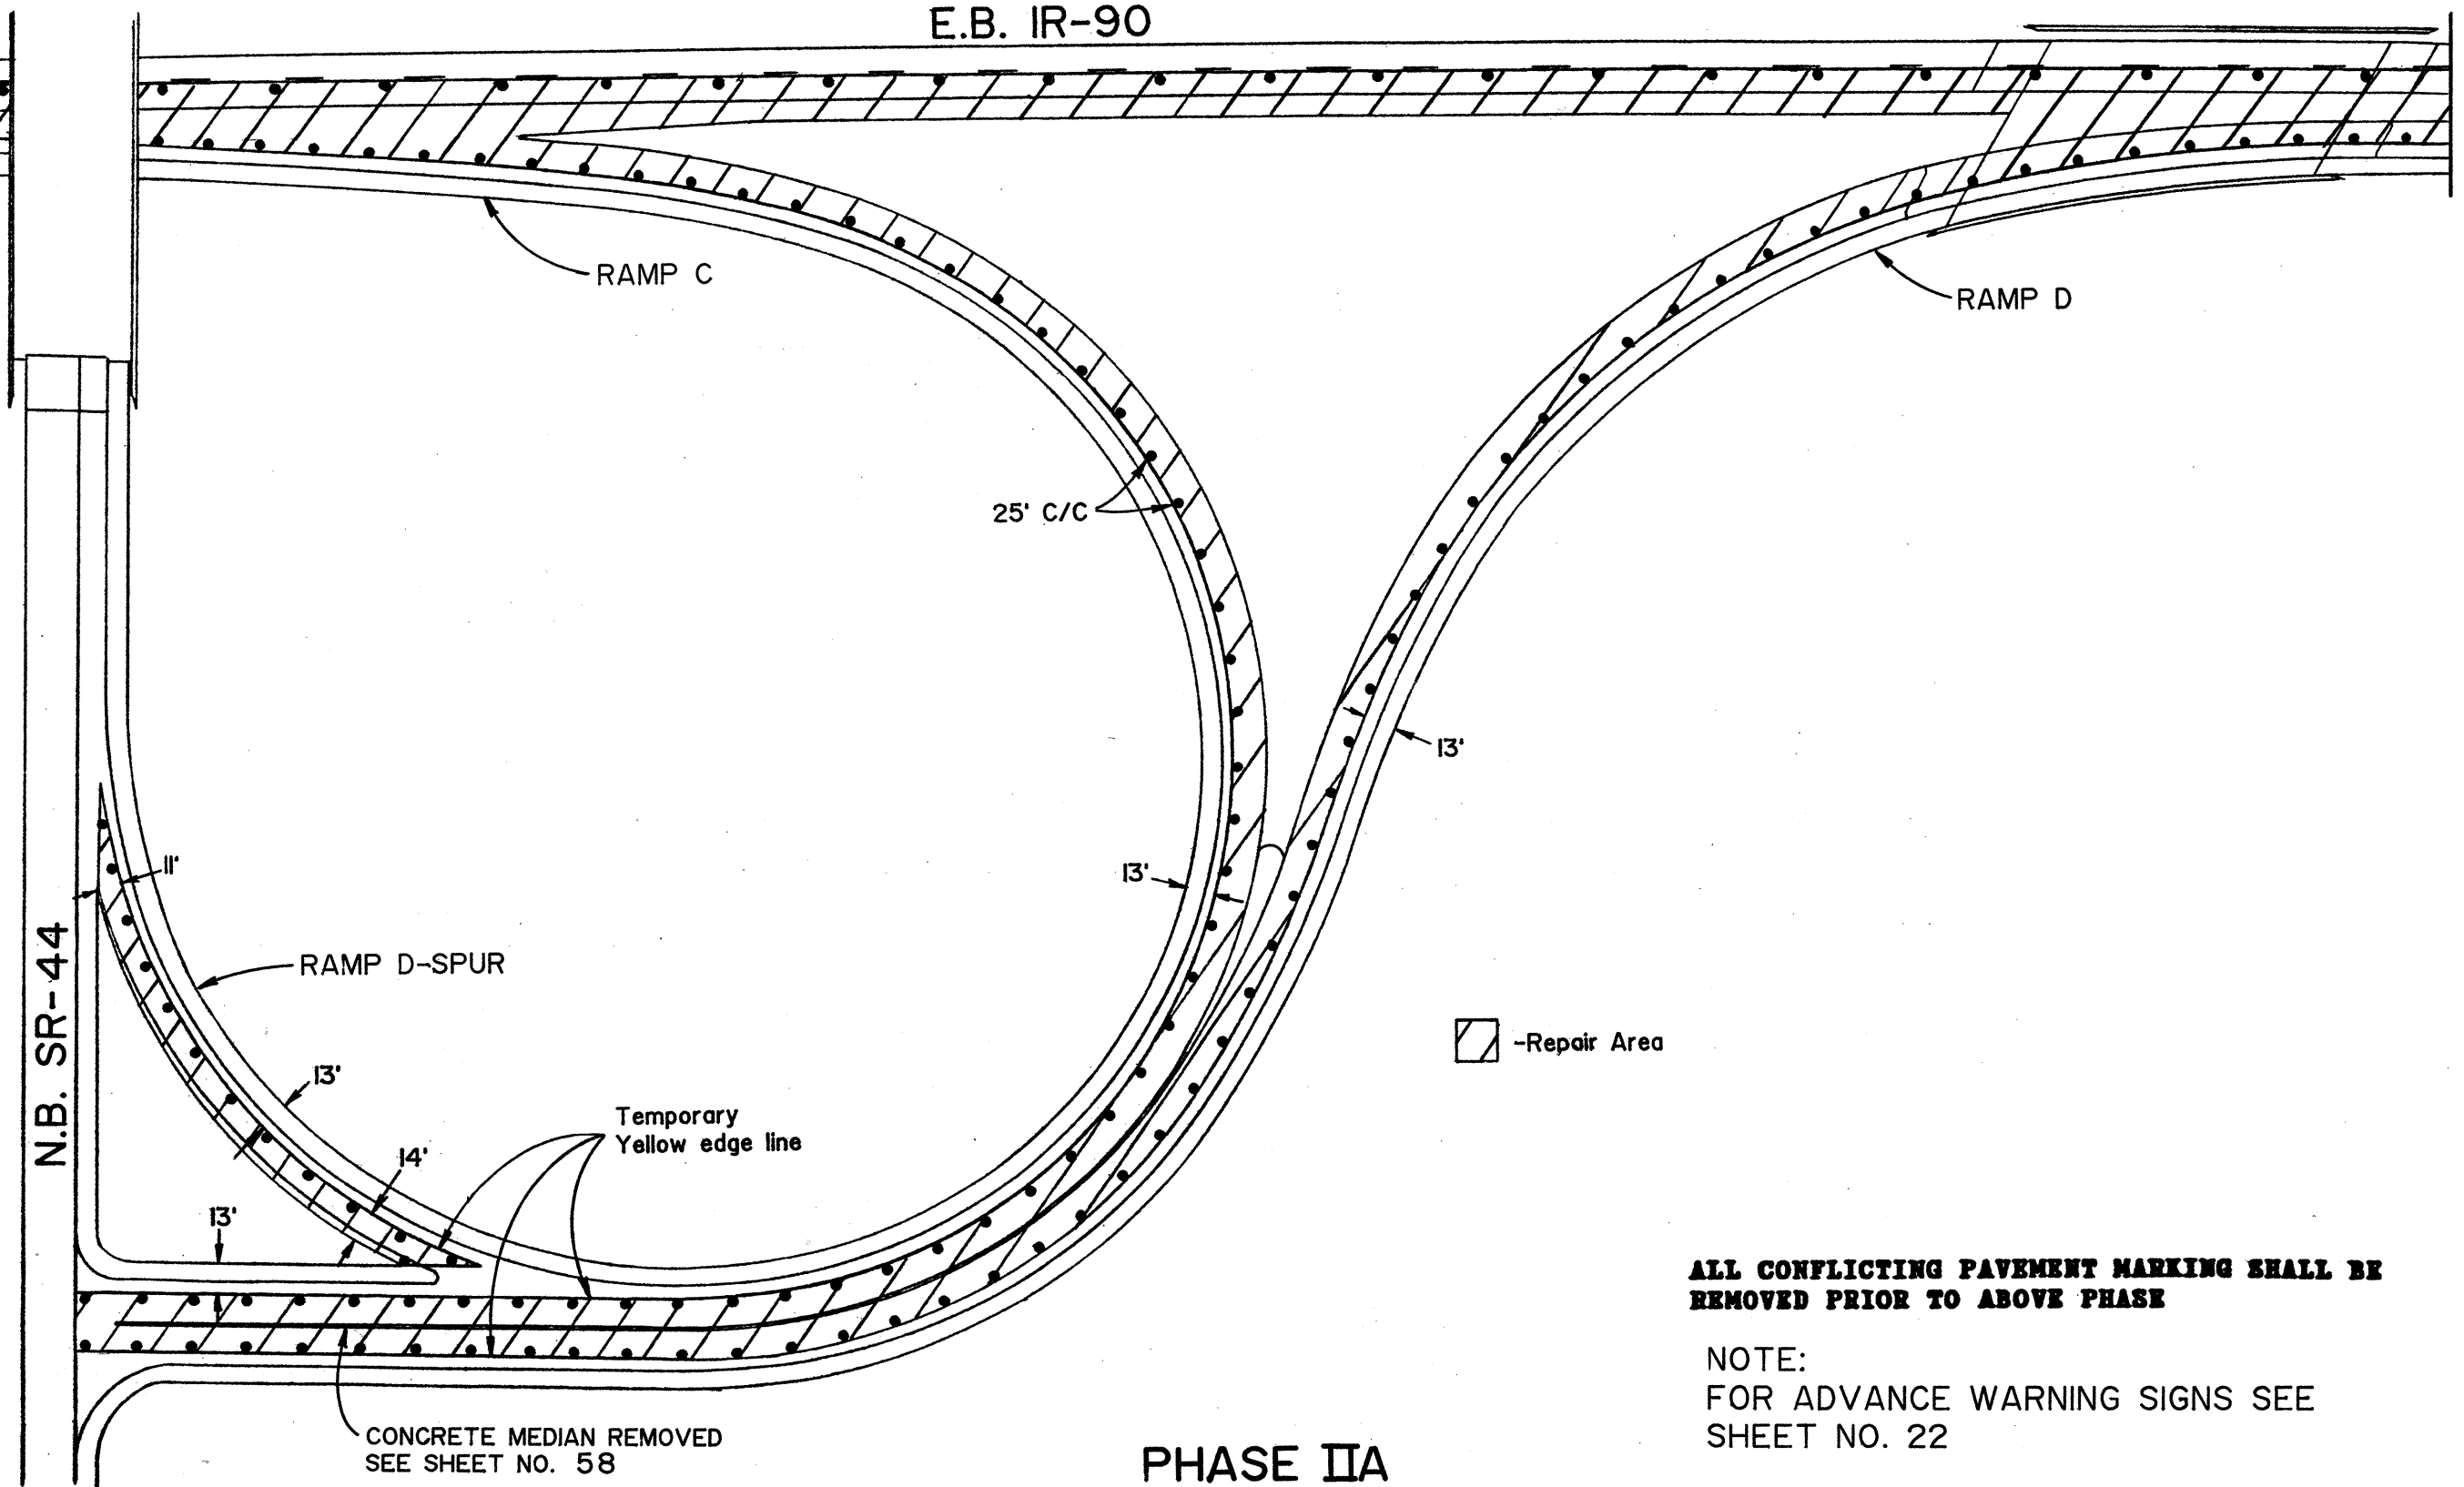 E.B. IR-90
RAMP C
RAMP D
25' C/C
13'
11'
13'
N.B. SR-44
RAMP D-SPUR
-Repair Area
13'
Temporary
Yellow edge line
14'
13'
ALL CONFLICTING PAVEMENT MARKING SHALL BE
REMOVED PRIOR TO ABOVE PHASE
NOTE:
FOR ADVANCE WARNING SIGNS SEE
SHEET NO. 22
CONCRETE MEDIAN REMOVED
SEE SHEET NO. 58
PHASE IIA